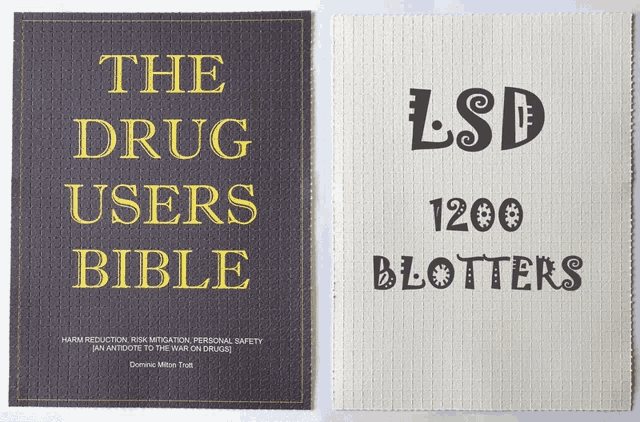 THE
DRUG
USERS
BIBLE
HARM REDUCTION, RISK MITIGATION, PERSONAL SAFETY
[AN ANTIDOTE TO THE WAR ON DRUGS]
Dominic Milton Trott
LSD
1200
BLOTTERS